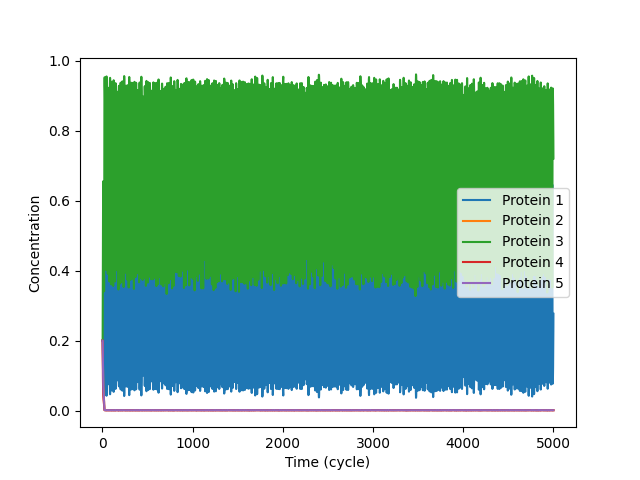 1.0
0.8
0.6
0.4
0.2
0.0
Concentration
Protein 1
Protein 2
Protein 3
Protein 4
Protein 5
0 1000 2000 3000 4000 5000
Time (cycle)